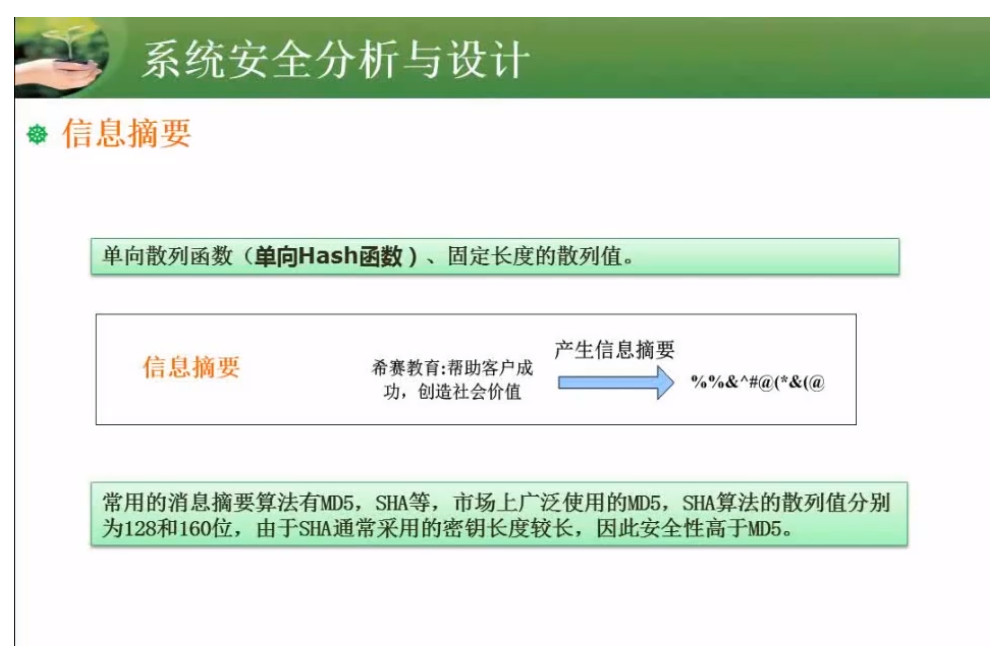 系统安全分析与设计
信息摘要
单向散列函数（单向Hash函数）、固定长度的散列值。
信息摘要
希赛教育:帮助客户成
功，创造社会价值
产生信息摘要
%%&^#@(*&(@
常用的消息摘要算法有MD5，SHA等，市场上广泛使用的MD5，SHA算法的散列值分别
为128和160位，由于SHA通常采用的密钥长度较长，因此安全性高于MD5。